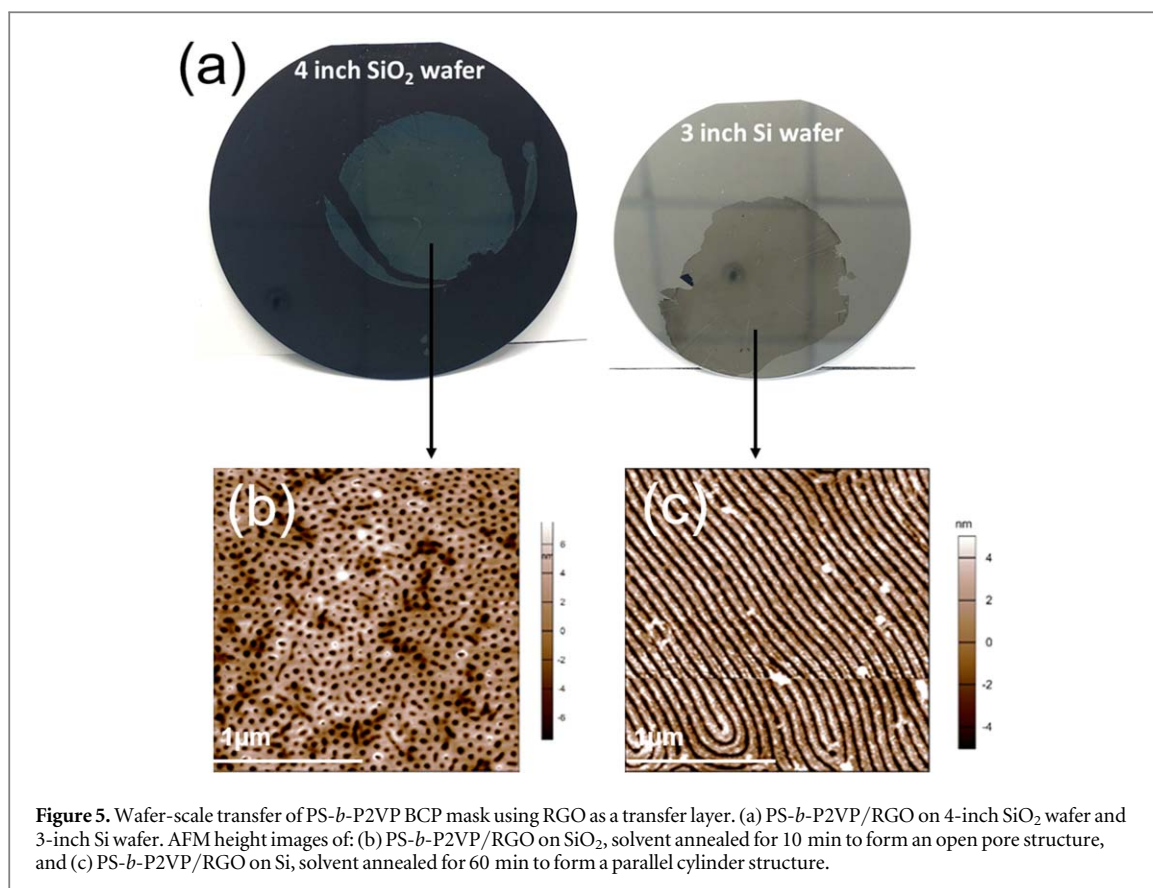 (a)
4 inch SiO₂ wafer
3 inch Si wafer
(b)
6
nm
4
2
0
-2
-4
-6
1µm
(c)
nm
4
2
0
-2
-4
1µm
Figure 5. Wafer-scale transfer of PS-b-P2VP BCP mask using RGO as a transfer layer. (a) PS-b-P2VP/RGO on 4-inch SiO₂ wafer and
3-inch Si wafer. AFM height images of: (b) PS-b-P2VP/RGO on SiO₂, solvent annealed for 10 min to form an open pore structure,
and (c) PS-b-P2VP/RGO on Si, solvent annealed for 60 min to form a parallel cylinder structure.